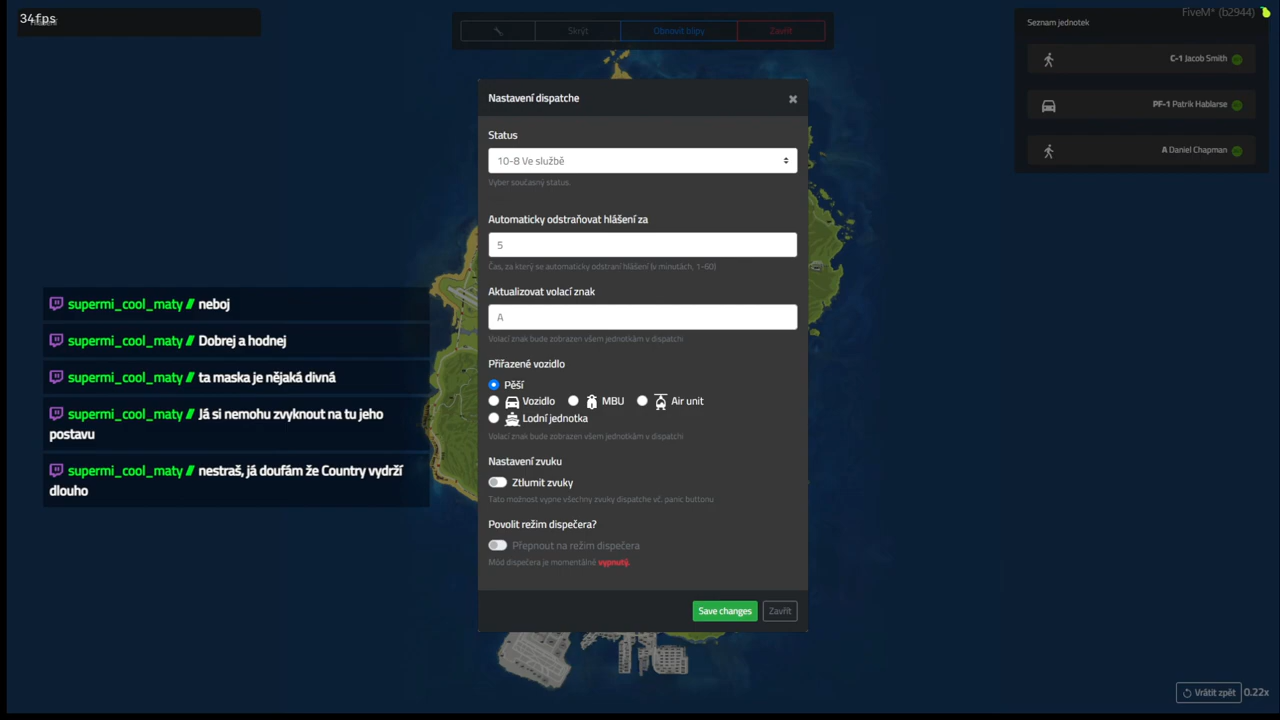 34fps
FiveM* (b2944)
Skrýt
Obnovit blipy
Zavřít
Seznam jednotek
C-1 Jacob Smith
PF-1 Patrik Hablarse
A Daniel Chapman
Nastavení dispatche
Status
10-8 Ve službě
Vyber současný status.
Automaticky odstraňovat hlášení za
5
Čas, za který se automaticky odstraní hlášení (v minutách, 1-60)
Aktualizovat volací znak
A
Volací znak bude zobrazen všem jednotkám v dispatchi
Přiřazené vozidlo
Pěší
Vozidlo MBU Air unit
Lodní jednotka
Volací znak bude zobrazen všem jednotkám v dispatchi
Nastavení zvuku
Ztlumit zvuky
Tato možnost vypne všechny zvuky dispatche vč. panic buttonu
Povolit režim dispečera?
Přepnout na režim dispečera
Mód dispečera je momentálně vypnutý.
Save changes
Zavřít
supermi_cool_maty // neboj
supermi_cool_maty // Dobrej a hodnej
supermi_cool_maty // ta maska je nějaká divná
supermi_cool_maty // Já si nemohu zvyknout na tu jeho
postavu
supermi_cool_maty // nestraš, já doufám že Country vydrží
dlouho
Vrátit zpět
0.22x